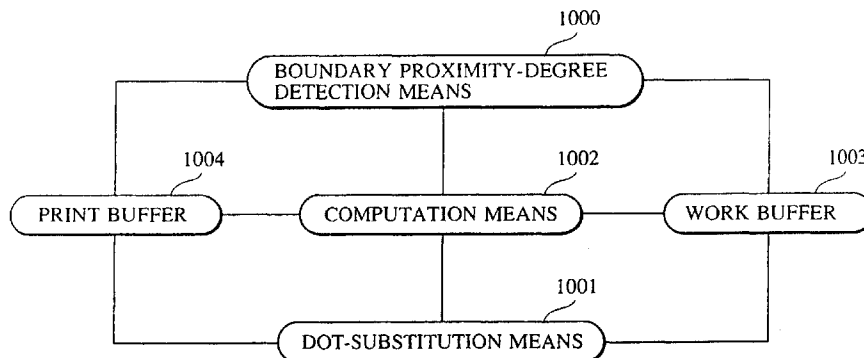 1000
BOUNDARY PROXIMITY-DEGREE
DETECTION MEANS
1004
PRINT BUFFER
1002
COMPUTATION MEANS
1003
WORK BUFFER
1001
DOT-SUBSTITUTION MEANS